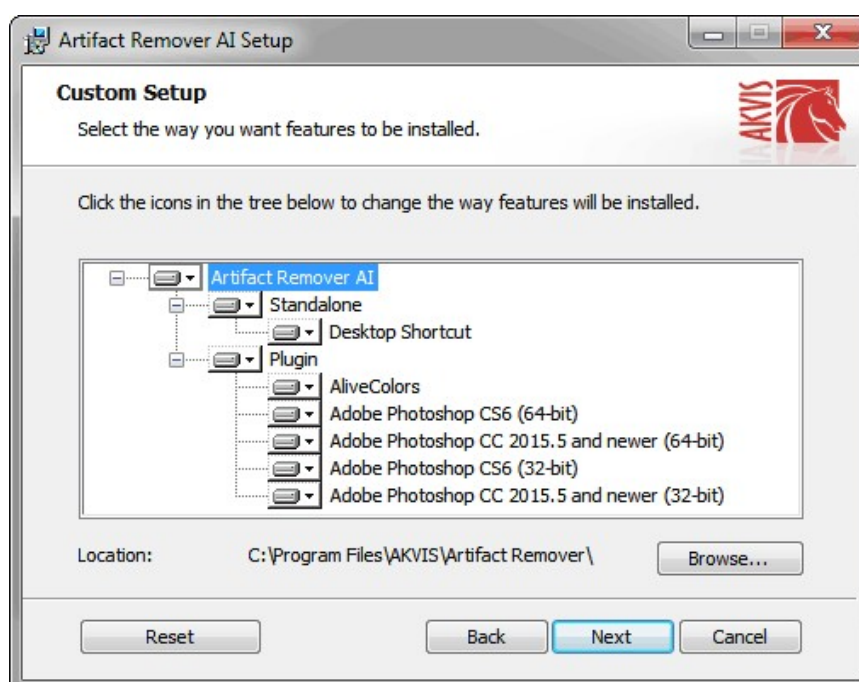 Artifact Remover AI Setup
Custom Setup
Select the way you want features to be installed.
AKVIS
Click the icons in the tree below to change the way features will be installed.
Artifact Remover AI
Standalone
Desktop Shortcut
Plugin
AliveColors
Adobe Photoshop CS6 (64-bit)
Adobe Photoshop CC 2015.5 and newer (64-bit)
Adobe Photoshop CS6 (32-bit)
Adobe Photoshop CC 2015.5 and newer (32-bit)
Location: C:\Program Files\AKVIS\Artifact Remover\ Browse...
Reset Back Next Cancel